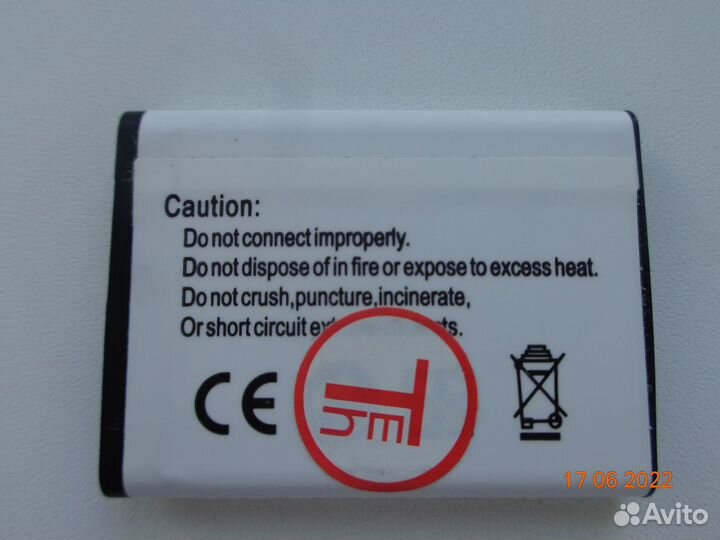 Caution:
Do not connect improperly.
Do not dispose of in fire or expose to excess heat.
Do not crush,puncture,incinerate,
Or short circuit ts.
CE
17 06 2022
Avito